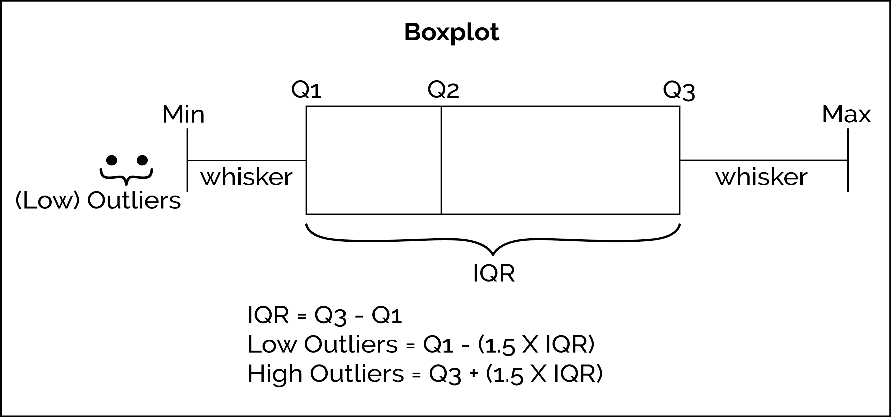 Boxplot
Q1 Q2 Q3
Min Max
whisker whisker
(Low) Outliers
IQR
IQR = Q3 - Q1
Low Outliers = Q1 - (1.5 X IQR)
High Outliers = Q3 + (1.5 X IQR)